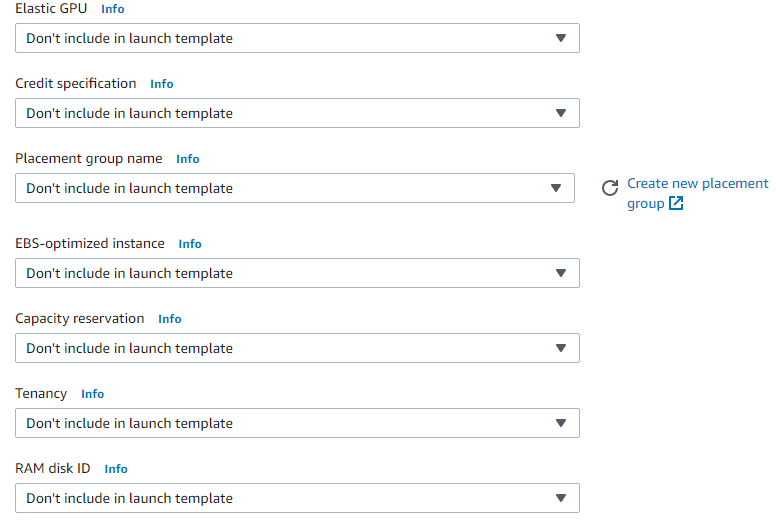 Elastic GPU Info
Don't include in launch template
Credit specification Info
Don't include in launch template
Placement group name Info
Don't include in launch template
Create new placement
group
EBS-optimized instance Info
Don't include in launch template
Capacity reservation Info
Don't include in launch template
Tenancy Info
Don't include in launch template
RAM disk ID Info
Don't include in launch template